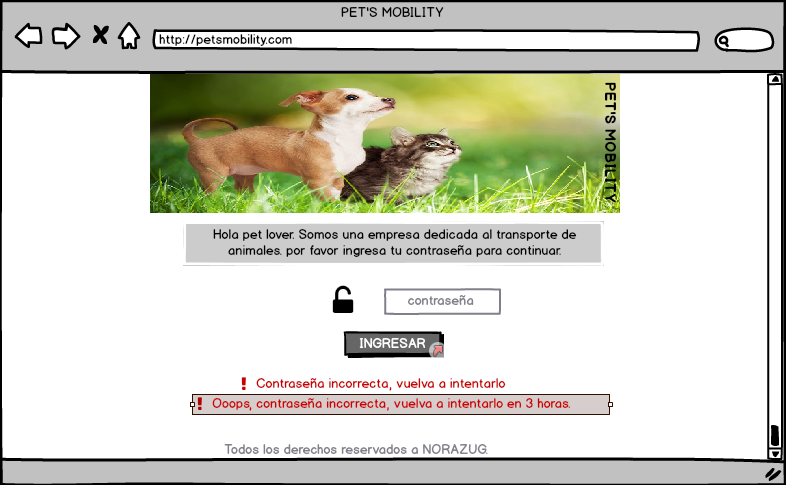 PET'S MOBILITY
http://petsmobility.com
PET'S MOBILITY
Hola pet lover. Somos una empresa dedicada al transporte de
animales. por favor ingresa tu contraseña para continuar.
contraseña
INGRESAR
! Contraseña incorrecta, vuelva a intentarlo
! Ooops, contraseña incorrecta, vuelva a intentarlo en 3 horas.
Todos los derechos reservados a NORAZUG.